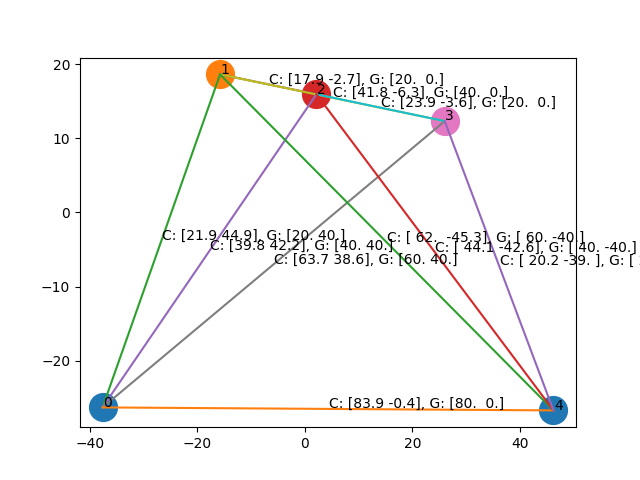 20
10
0
−10
−20
−40
−20
0
20
40
1
2
3
0
4
C: [17.9 -2.7], G: [20.  0.]
C: [41.8 -6.3], G: [40.  0.]
C: [23.9 -3.6], G: [20.  0.]
C: [21.9 44.9], G: [20. 40.]
C: [39.8 42.2], G: [40. 40.]
C: [63.7 38.6], G: [60. 40.]
C: [ 62.  -45.3], G: [ 60. -40.]
C: [ 44.1 -42.6], G: [ 40. -40.]
C: [ 20.2 -39. ], G: [
C: [83.9 -0.4], G: [80.  0.]